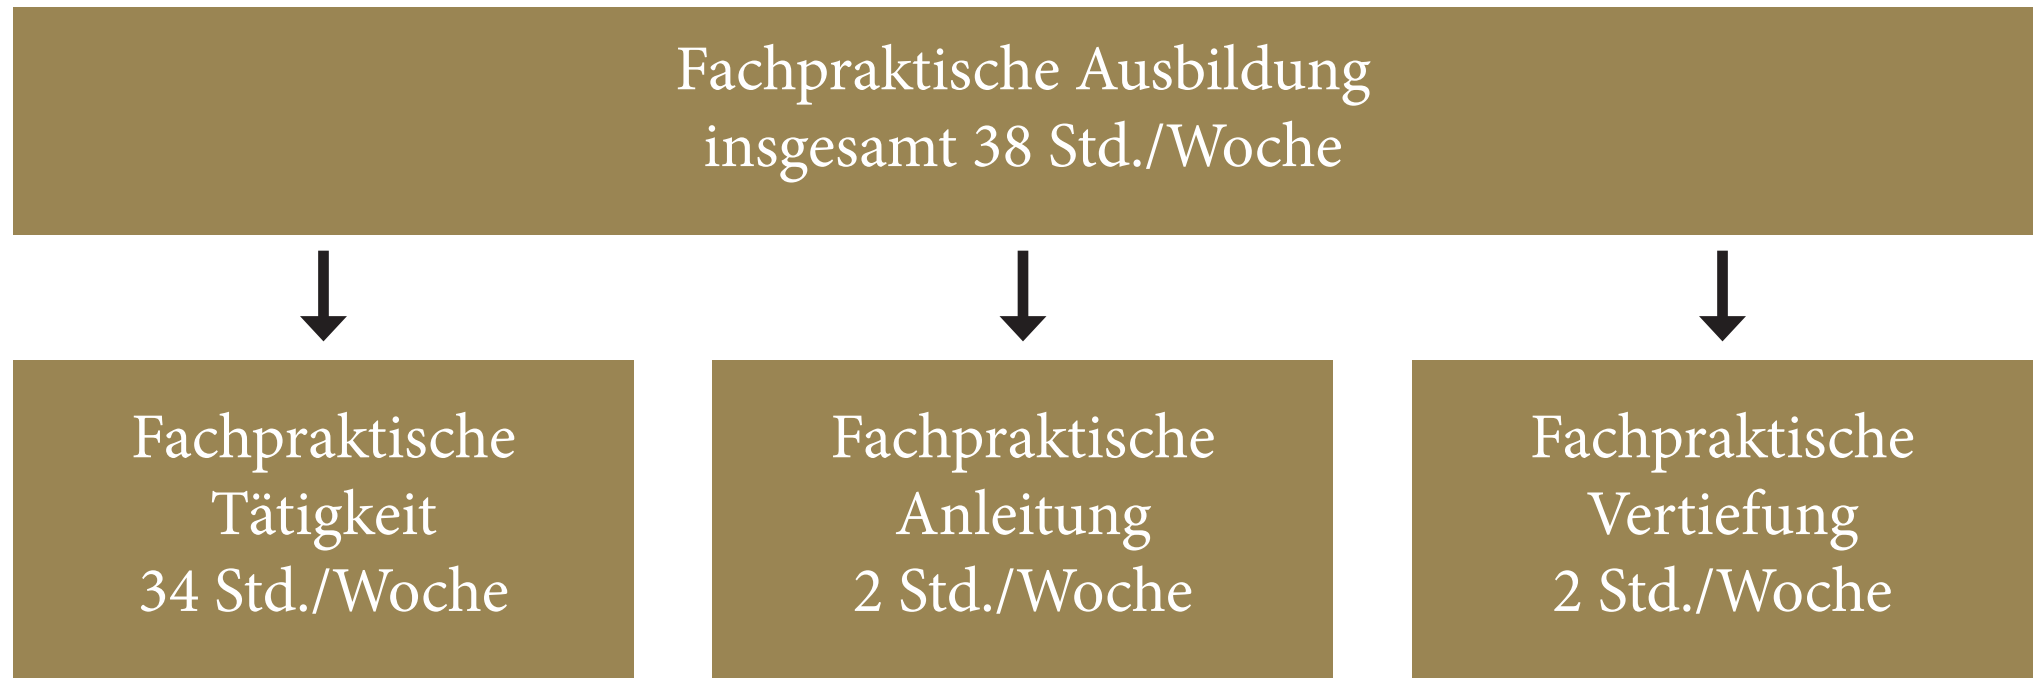 Fachpraktische Ausbildung
insgesamt 38 Std./Woche
Fachpraktische
Tätigkeit
34 Std./Woche
Fachpraktische
Anleitung
2 Std./Woche
Fachpraktische
Vertiefung
2 Std./Woche